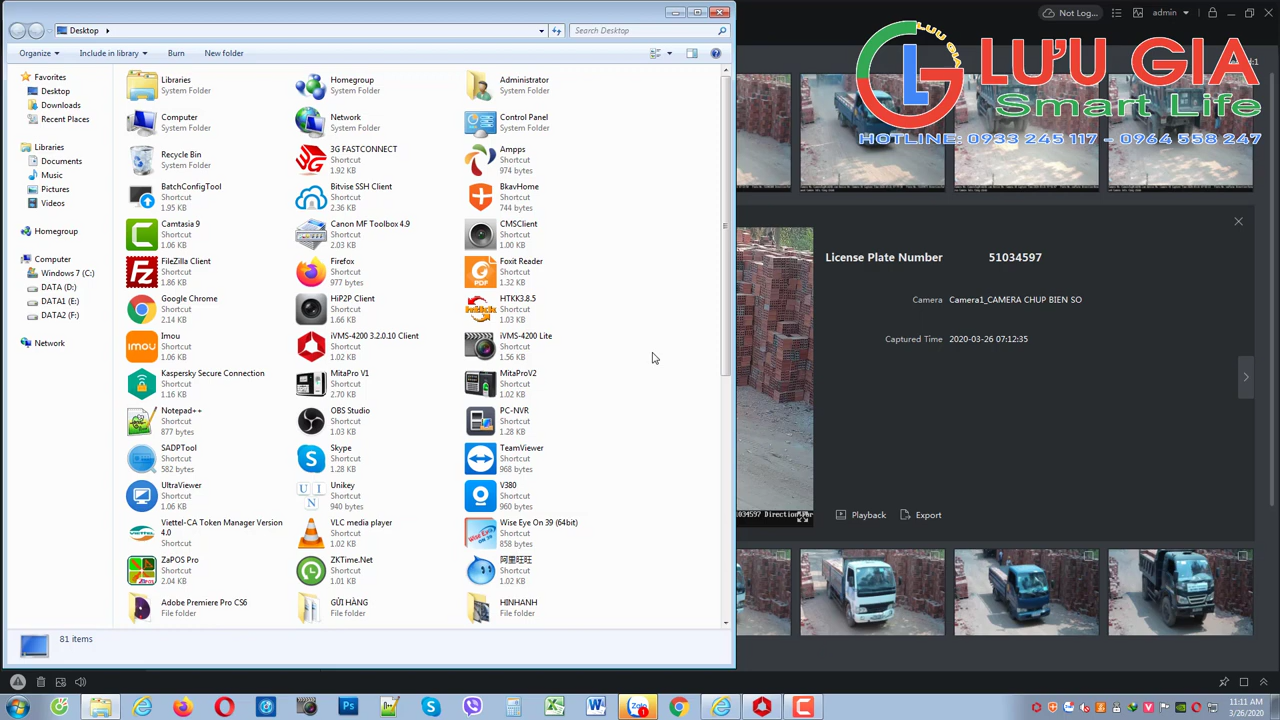 Desktop
Search Desktop
Organize
Include in library
Burn
New folder
Favorites
Desktop
Downloads
Recent Places
Libraries
Documents
Music
Pictures
Videos
Homegroup
Computer
Windows 7 (C:)
DATA (D:)
DATA1 (E:)
DATA2 (F:)
Network
Libraries
System Folder
Homegroup
System Folder
Administrator
System Folder
Computer
System Folder
Network
System Folder
Control Panel
System Folder
Recycle Bin
System Folder
3G FASTCONNECT
Shortcut
1.92 KB
Ampps
Shortcut
974 bytes
BatchConfigTool
Shortcut
1.95 KB
Bitvise SSH Client
Shortcut
2.36 KB
BkavHome
Shortcut
744 bytes
Camtasia 9
Shortcut
1.06 KB
Canon MF Toolbox 4.9
Shortcut
2.03 KB
CMSClient
Shortcut
1.00 KB
FileZilla Client
Shortcut
1.86 KB
Firefox
Shortcut
977 bytes
Foxit Reader
Shortcut
1.32 KB
Google Chrome
Shortcut
2.14 KB
HiP2P Client
Shortcut
1.66 KB
HTKK3.8.5
Shortcut
1.03 KB
Imou
Shortcut
1.06 KB
iVMS-4200 3.2.0.10 Client
Shortcut
1.02 KB
iVMS-4200 Lite
Shortcut
1.56 KB
Kaspersky Secure Connection
Shortcut
1.16 KB
MitaPro V1
Shortcut
2.70 KB
MitaProV2
Shortcut
1.02 KB
Notepad++
Shortcut
877 bytes
OBS Studio
Shortcut
1.03 KB
PC-NVR
Shortcut
1.28 KB
SADPTool
Shortcut
582 bytes
Skype
Shortcut
1.28 KB
TeamViewer
Shortcut
968 bytes
UltraViewer
Shortcut
1.06 KB
Unikey
Shortcut
940 bytes
V380
Shortcut
960 bytes
Viettel-CA Token Manager Version
4.0
Shortcut
VLC media player
Shortcut
1.02 KB
Wise Eye On 39 (64bit)
Shortcut
858 bytes
ZaPOS Pro
Shortcut
2.04 KB
ZKTime.Net
Shortcut
1.01 KB
阿里旺旺
Shortcut
1.02 KB
Adobe Premiere Pro CS6
File folder
GỬI HÀNG
File folder
HINHANH
File folder
81 items
Not Log...
admin
LƯU GIA
Smart Life
HOTLINE: 0933 245 117 - 0964 558 247
License Plate Number 51034597
Camera Camera1_CAMERA CHUP BIEN SO
Captured Time 2020-03-26 07:12:35
Playback
Export
11:11 AM
3/26/2020